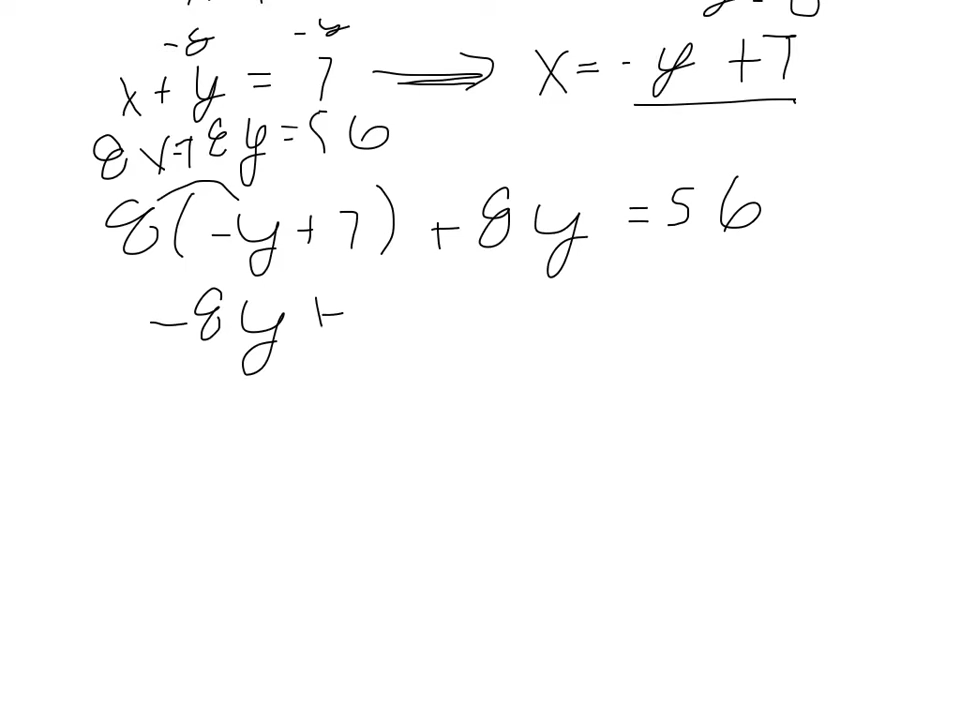 -y -y
x + y = 7 ⟹ x = -y + 7
8x + 8y = 56
8(-y + 7) + 8y = 56
-8y +